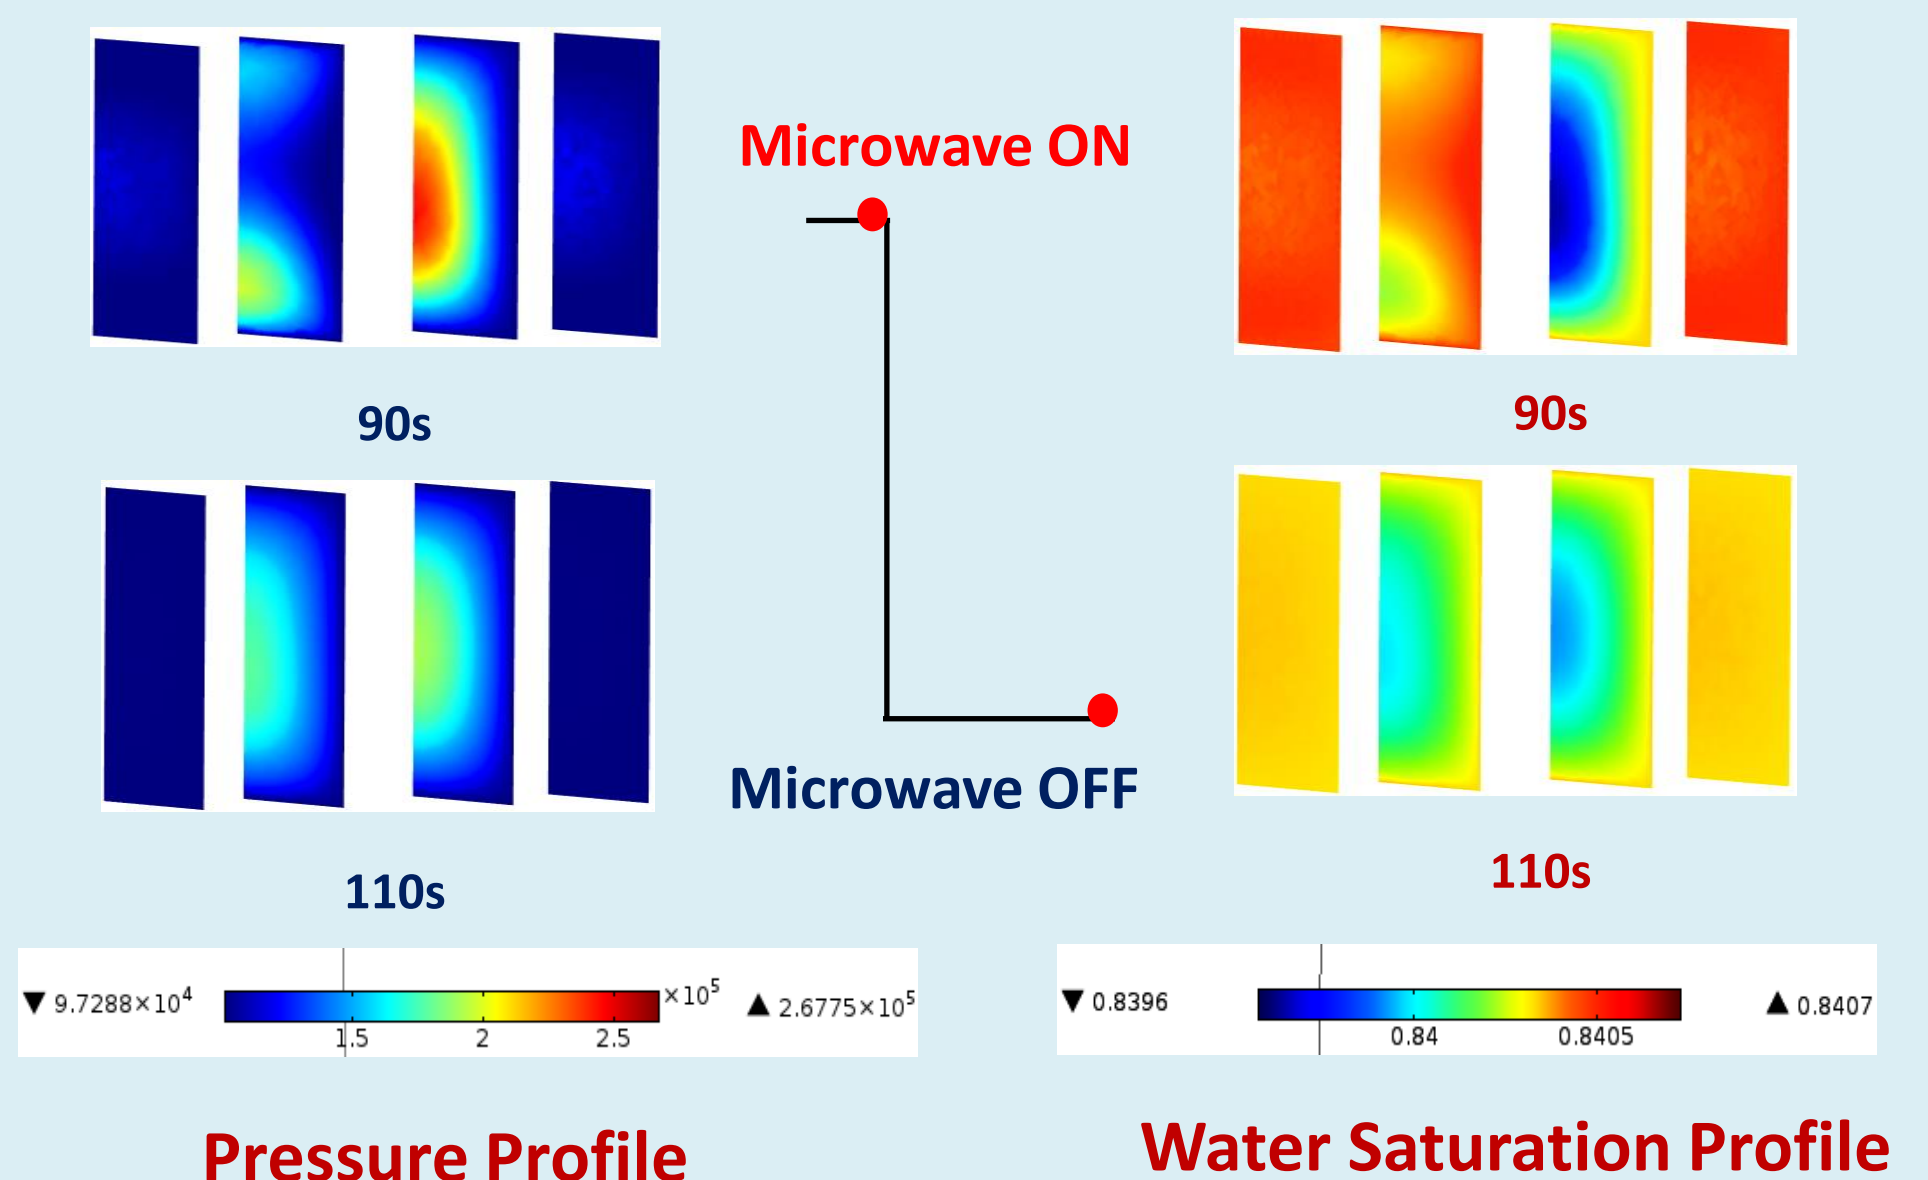 Microwave ON
90s
90s
Microwave OFF
110s
110s
▼ 9.7288×10⁴
1.5
2
2.5
×10⁵
▲ 2.6775×10⁵
▼ 0.8396
0.84
0.8405
▲ 0.8407
Pressure Profile
Water Saturation Profile